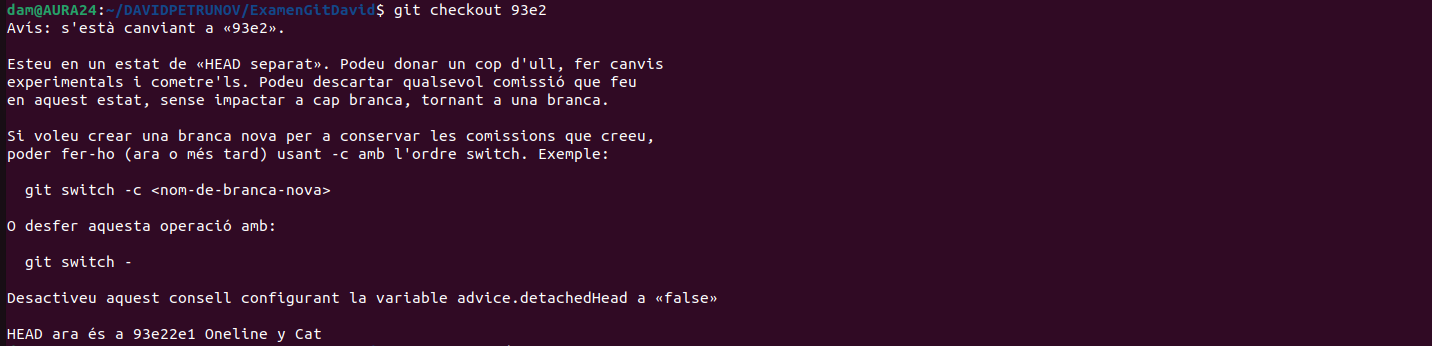 dam@AURA24:~/DAVIDPETRUNOV/ExamenGitDavid$ git checkout 93e2
Avís: s'està canviant a «93e2».

Esteu en un estat de «HEAD separat». Podeu donar un cop d'ull, fer canvis
experimentals i cometre'ls. Podeu descartar qualsevol comissió que feu
en aquest estat, sense impactar a cap branca, tornant a una branca.

Si voleu crear una branca nova per a conservar les comissions que creeu,
poder fer-ho (ara o més tard) usant -c amb l'ordre switch. Exemple:

  git switch -c <nom-de-branca-nova>

O desfer aquesta operació amb:

  git switch -

Desactiveu aquest consell configurant la variable advice.detachedHead a «false»

HEAD ara és a 93e22e1 Oneline y Cat